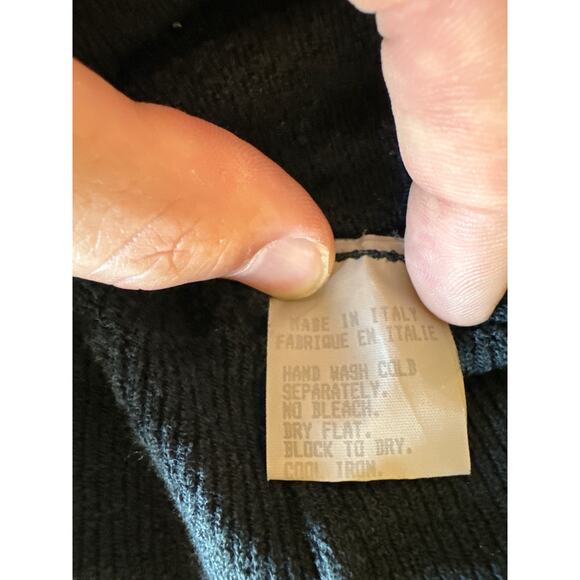 MADE IN ITALY
FABRIQUE EN ITALIE
HAND WASH COLD
SEPARATELY.
NO BLEACH.
DRY FLAT.
BLOCK TO DRY.
COOL IRON.